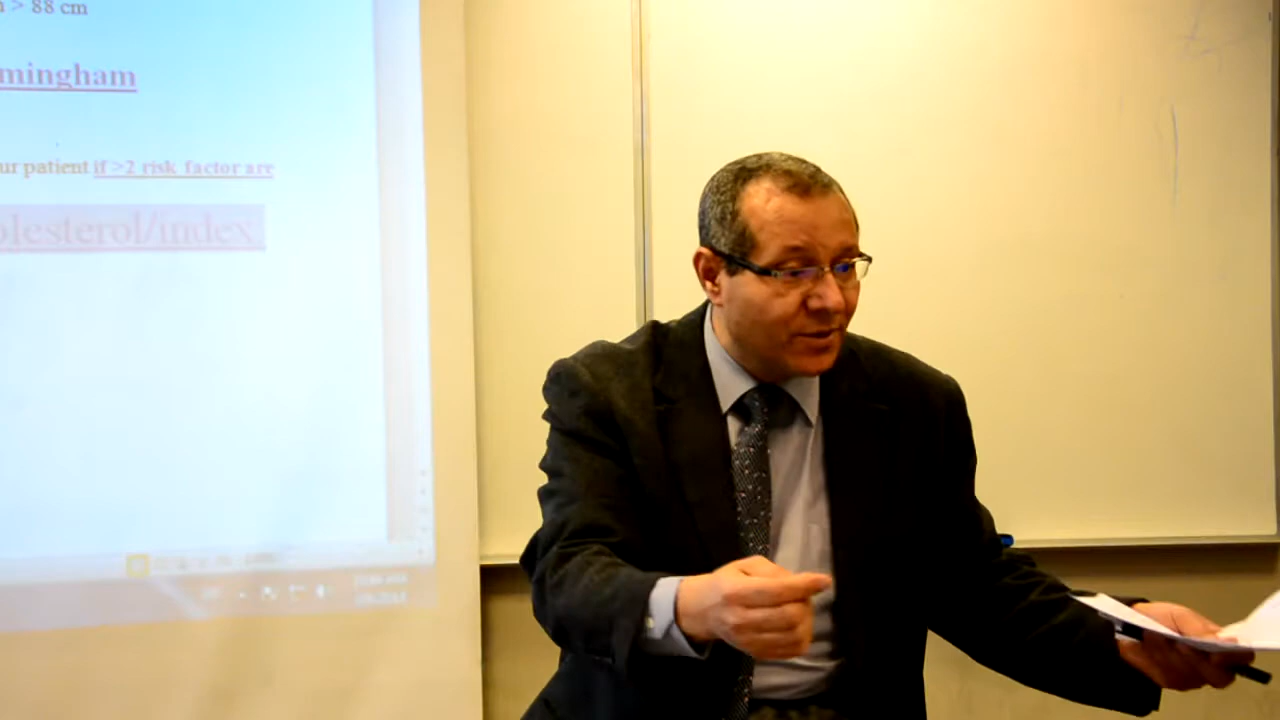 > 88 cm
mingham
ur patient if >2 risk factor are
olesterol/index